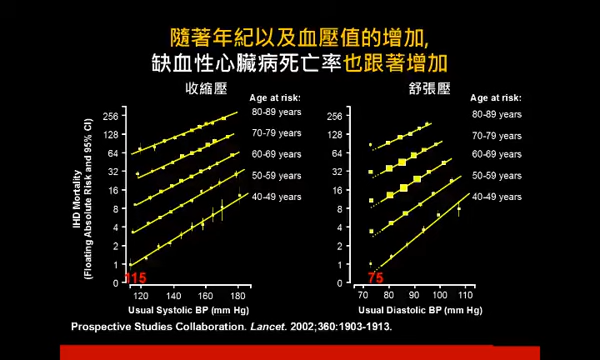 隨著年紀以及血壓值的增加,
缺血性心臟病死亡率也跟著增加
收縮壓
Age at risk:
80-89 years
70-79 years
60-69 years
50-59 years
40-49 years
IHD Mortality
(Floating Absolute Risk and 95% CI)
256
128
64
32
16
8
4
2
1
0
115
120
140
160
180
Usual Systolic BP (mm Hg)
舒張壓
Age at risk:
80-89 years
70-79 years
60-69 years
50-59 years
40-49 years
256
128
64
32
16
8
4
2
1
0
75
70
80
90
100
110
Usual Diastolic BP (mm Hg)
Prospective Studies Collaboration. Lancet. 2002;360:1903-1913.